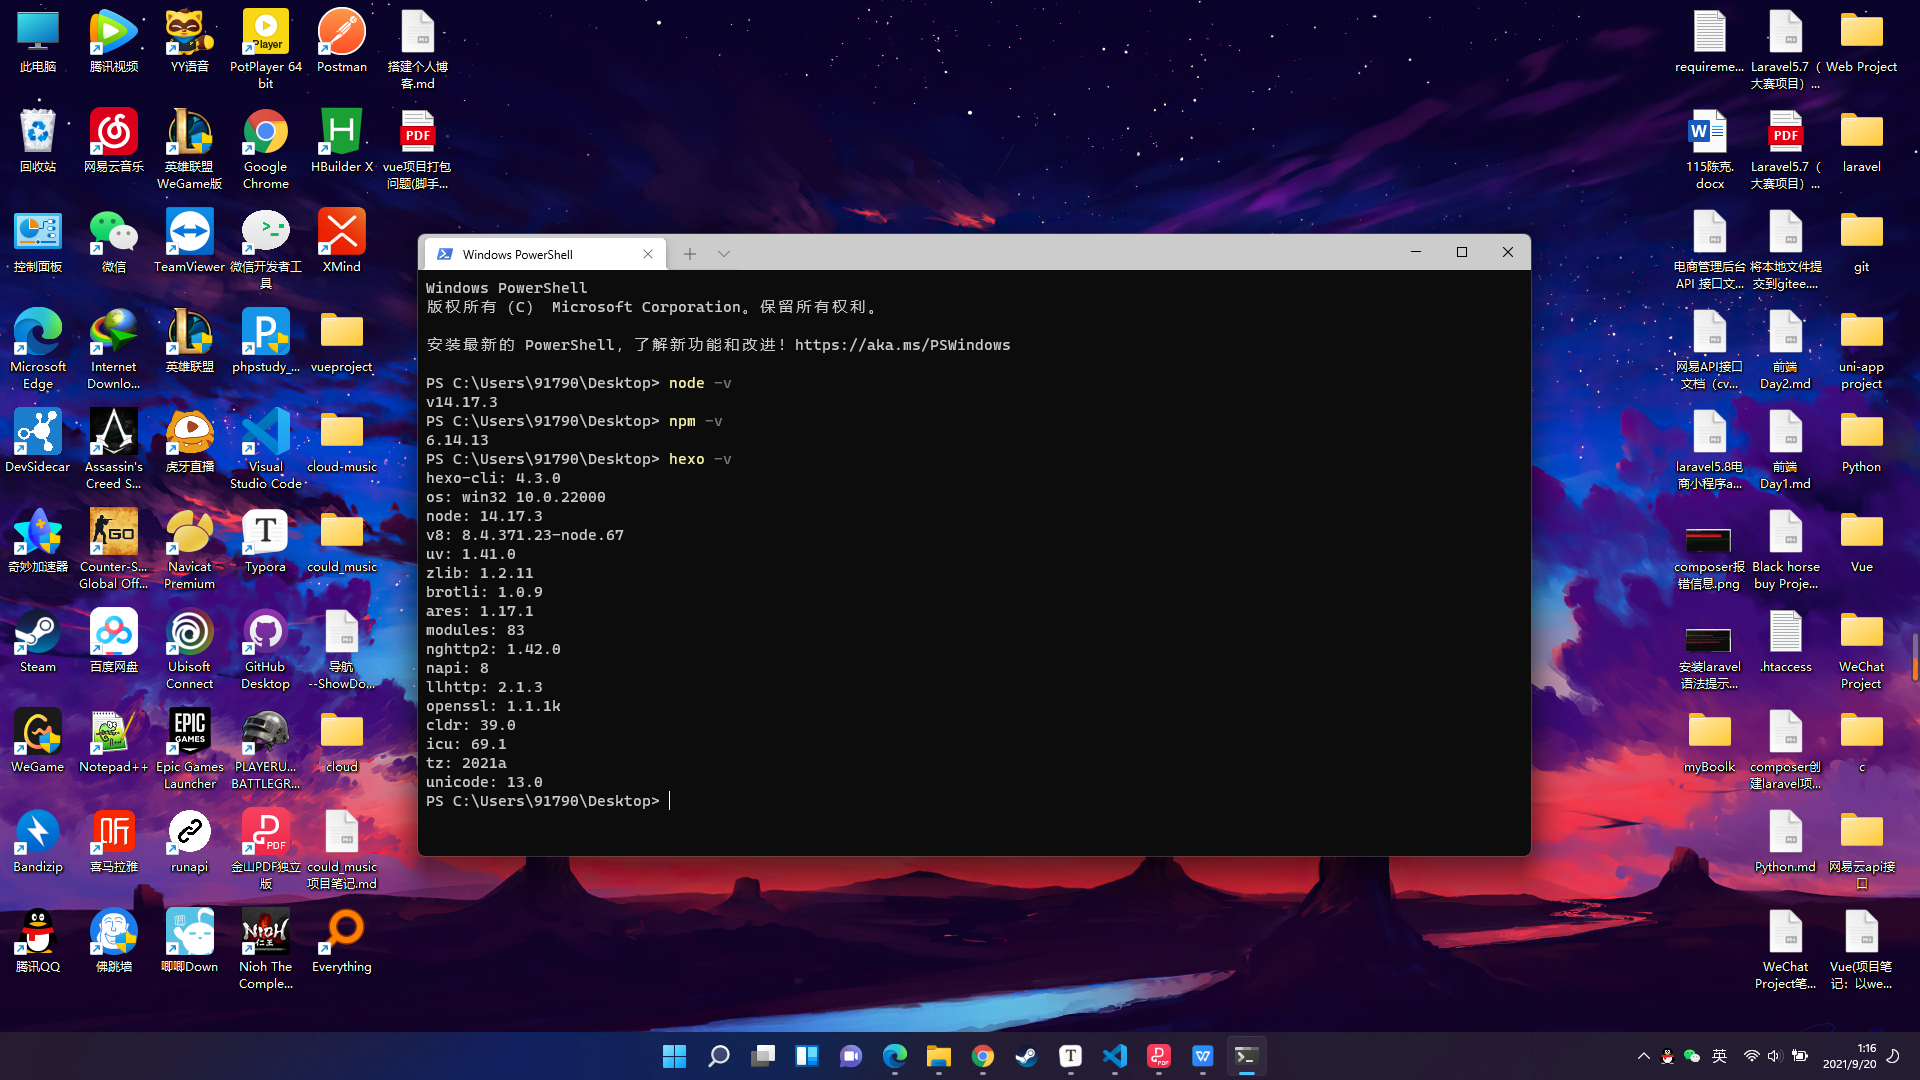 此电脑
腾讯视频
YY语音
PotPlayer 64
bit
Postman
搭建个人博
客.md
回收站
网易云音乐
英雄联盟
WeGame版
Google
Chrome
HBuilder X
PDF
vue项目打包
问题(脚手...
控制面板
微信
TeamViewer
微信开发者工
具
XMind
Microsoft
Edge
Internet
Downlo...
英雄联盟
phpstudy_...
vueproject
DevSidecar
Assassin's
Creed S...
虎牙直播
Visual
Studio Code
cloud-music
奇妙加速器
Counter-S...
Global Off...
Navicat
Premium
Typora
could_music
Steam
百度网盘
Ubisoft
Connect
GitHub
Desktop
导航
--ShowDo...
WeGame
Notepad++
EPIC
GAMES
Epic Games
Launcher
PLAYERU...
BATTLEGR...
cloud
Bandizip
喜马拉雅
runapi
金山PDF独立
版
could_music
项目笔记.md
腾讯QQ
佛跳墙
唧唧Down
Nioh The
Comple...
Everything
Windows PowerShell
Windows PowerShell
版权所有 (C) Microsoft Corporation。保留所有权利。
安装最新的 PowerShell，了解新功能和改进！https://aka.ms/PSWindows
PS C:\Users\91790\Desktop> node -v
v14.17.3
PS C:\Users\91790\Desktop> npm -v
6.14.13
PS C:\Users\91790\Desktop> hexo -v
hexo-cli: 4.3.0
os: win32 10.0.22000
node: 14.17.3
v8: 8.4.371.23-node.67
uv: 1.41.0
zlib: 1.2.11
brotli: 1.0.9
ares: 1.17.1
modules: 83
nghttp2: 1.42.0
napi: 8
llhttp: 2.1.3
openssl: 1.1.1k
cldr: 39.0
icu: 69.1
tz: 2021a
unicode: 13.0
PS C:\Users\91790\Desktop>
requireme...
Laravel5.7（
大赛项目）...
Web Project
115陈克.
docx
PDF
Laravel5.7（
大赛项目）...
laravel
电商管理后台
API 接口文...
将本地文件提
交到gitee....
git
网易API接口
文档（cv...
前端
Day2.md
uni-app
project
laravel5.8电
商小程序a...
前端
Day1.md
Python
composer报
错信息.png
Black horse
buy Proje...
Vue
安装laravel
语法提示...
.htaccess
WeChat
Project
myBoolk
composer创
建laravel项...
c
Python.md
网易云api接
口
WeChat
Project笔...
Vue(项目笔
记：以we...
英
1:16
2021/9/20